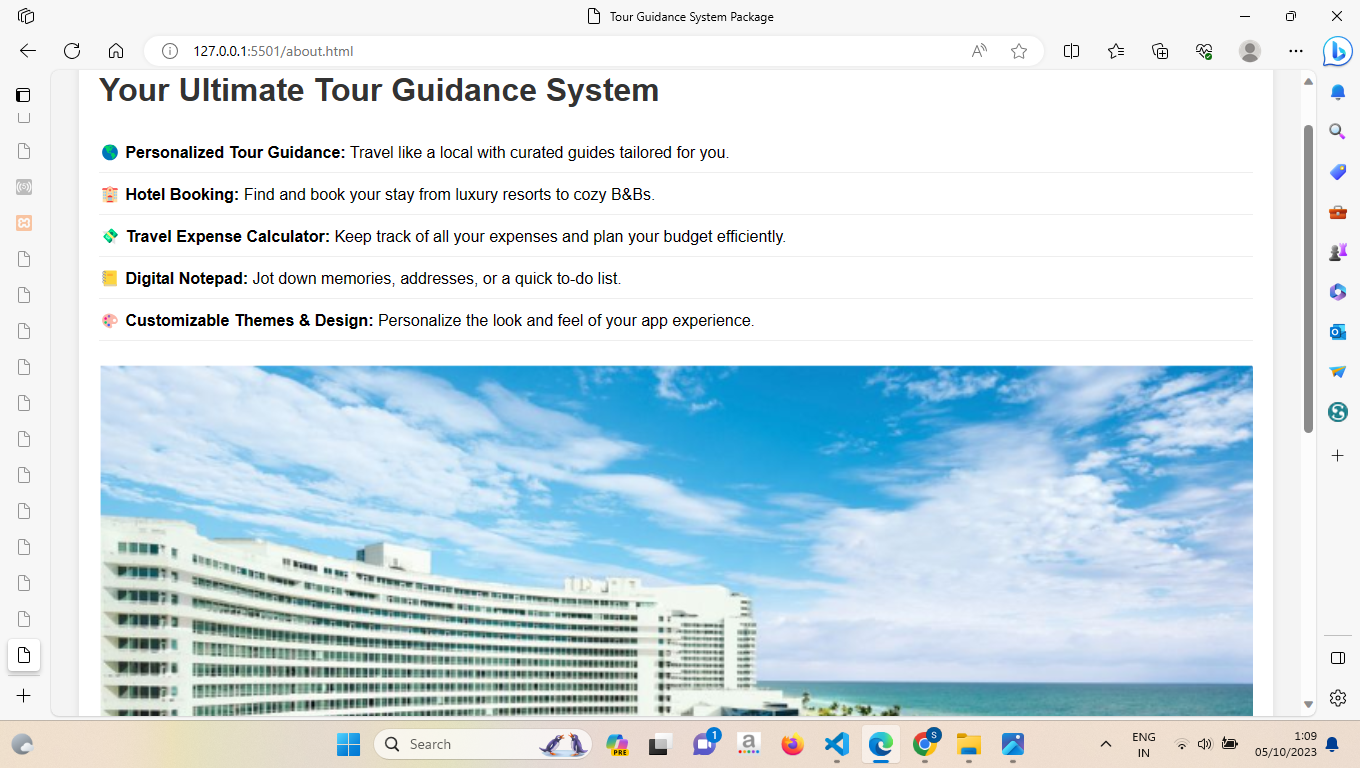 Tour Guidance System Package
127.0.0.1:5501/about.html
Your Ultimate Tour Guidance System
🌎 Personalized Tour Guidance: Travel like a local with curated guides tailored for you.
🏨 Hotel Booking: Find and book your stay from luxury resorts to cozy B&Bs.
💸 Travel Expense Calculator: Keep track of all your expenses and plan your budget efficiently.
📒 Digital Notepad: Jot down memories, addresses, or a quick to-do list.
🎨 Customizable Themes & Design: Personalize the look and feel of your app experience.
Search
PRE
1
a
S
ENG
IN
1:09
05/10/2023